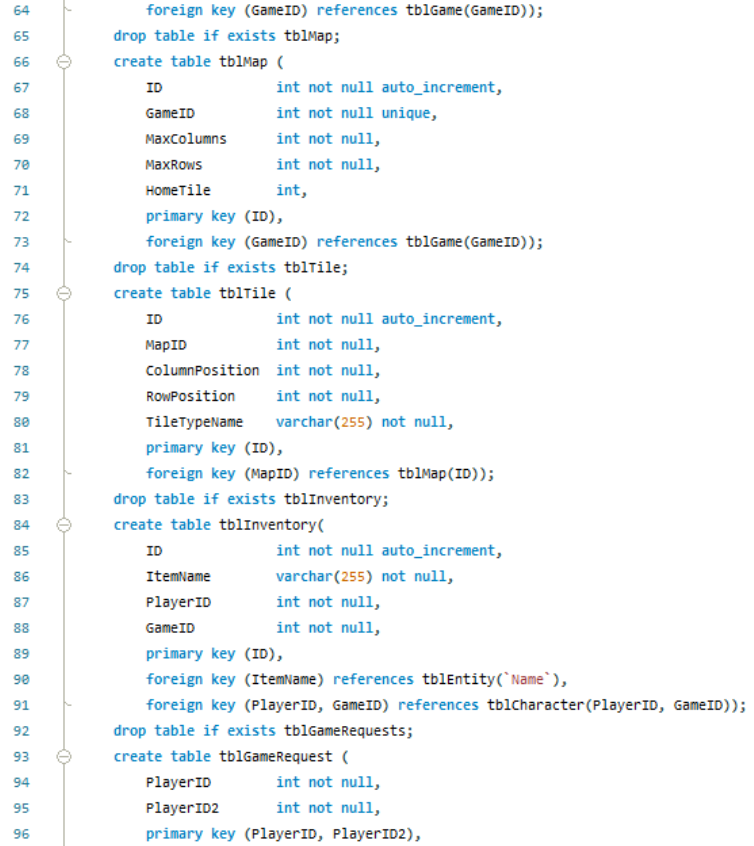 64 foreign key (GameID) references tblGame(GameID));
65 drop table if exists tblMap;
66 create table tblMap (
67 ID int not null auto_increment,
68 GameID int not null unique,
69 MaxColumns int not null,
70 MaxRows int not null,
71 HomeTile int,
72 primary key (ID),
73 foreign key (GameID) references tblGame(GameID));
74 drop table if exists tblTile;
75 create table tblTile (
76 ID int not null auto_increment,
77 MapID int not null,
78 ColumnPosition int not null,
79 RowPosition int not null,
80 TileTypeName varchar(255) not null,
81 primary key (ID),
82 foreign key (MapID) references tblMap(ID));
83 drop table if exists tblInventory;
84 create table tblInventory(
85 ID int not null auto_increment,
86 ItemName varchar(255) not null,
87 PlayerID int not null,
88 GameID int not null,
89 primary key (ID),
90 foreign key (ItemName) references tblEntity(`Name`),
91 foreign key (PlayerID, GameID) references tblCharacter(PlayerID, GameID));
92 drop table if exists tblGameRequests;
93 create table tblGameRequest (
94 PlayerID int not null,
95 PlayerID2 int not null,
96 primary key (PlayerID, PlayerID2),